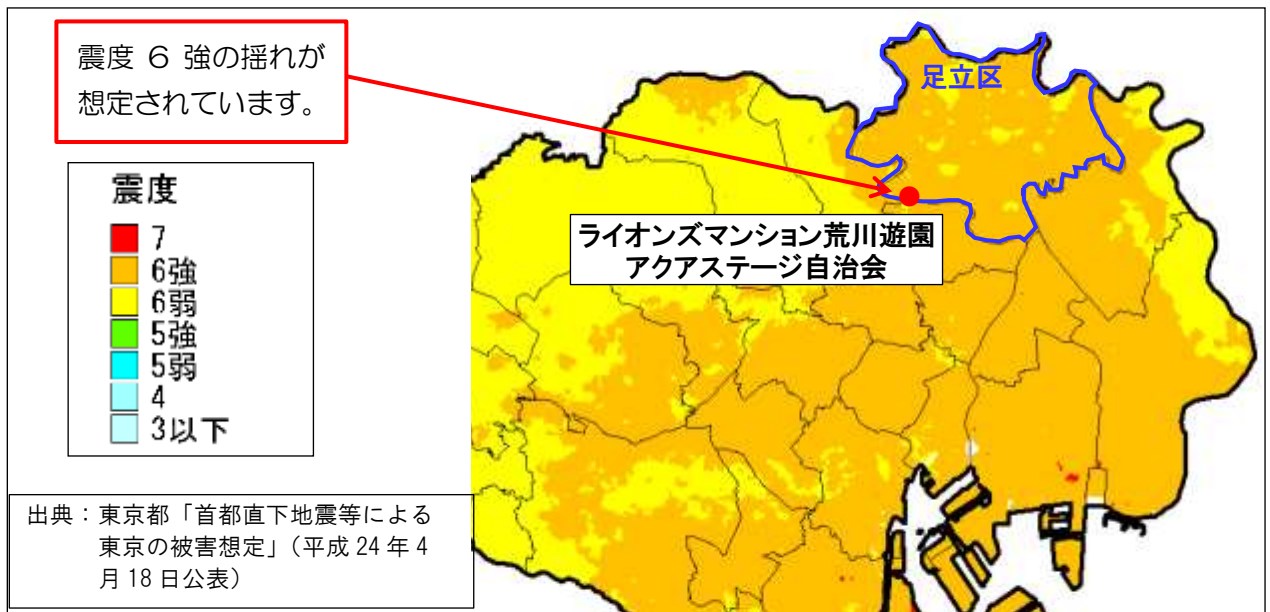 震度 6 強の揺れが
想定されています。
足立区
震度
7
6強
6弱
5強
5弱
4
3以下
ライオンズマンション荒川遊園
アクアステージ自治会
出典：東京都「首都直下地震等による
東京の被害想定」（平成 24 年 4
月 18 日公表）